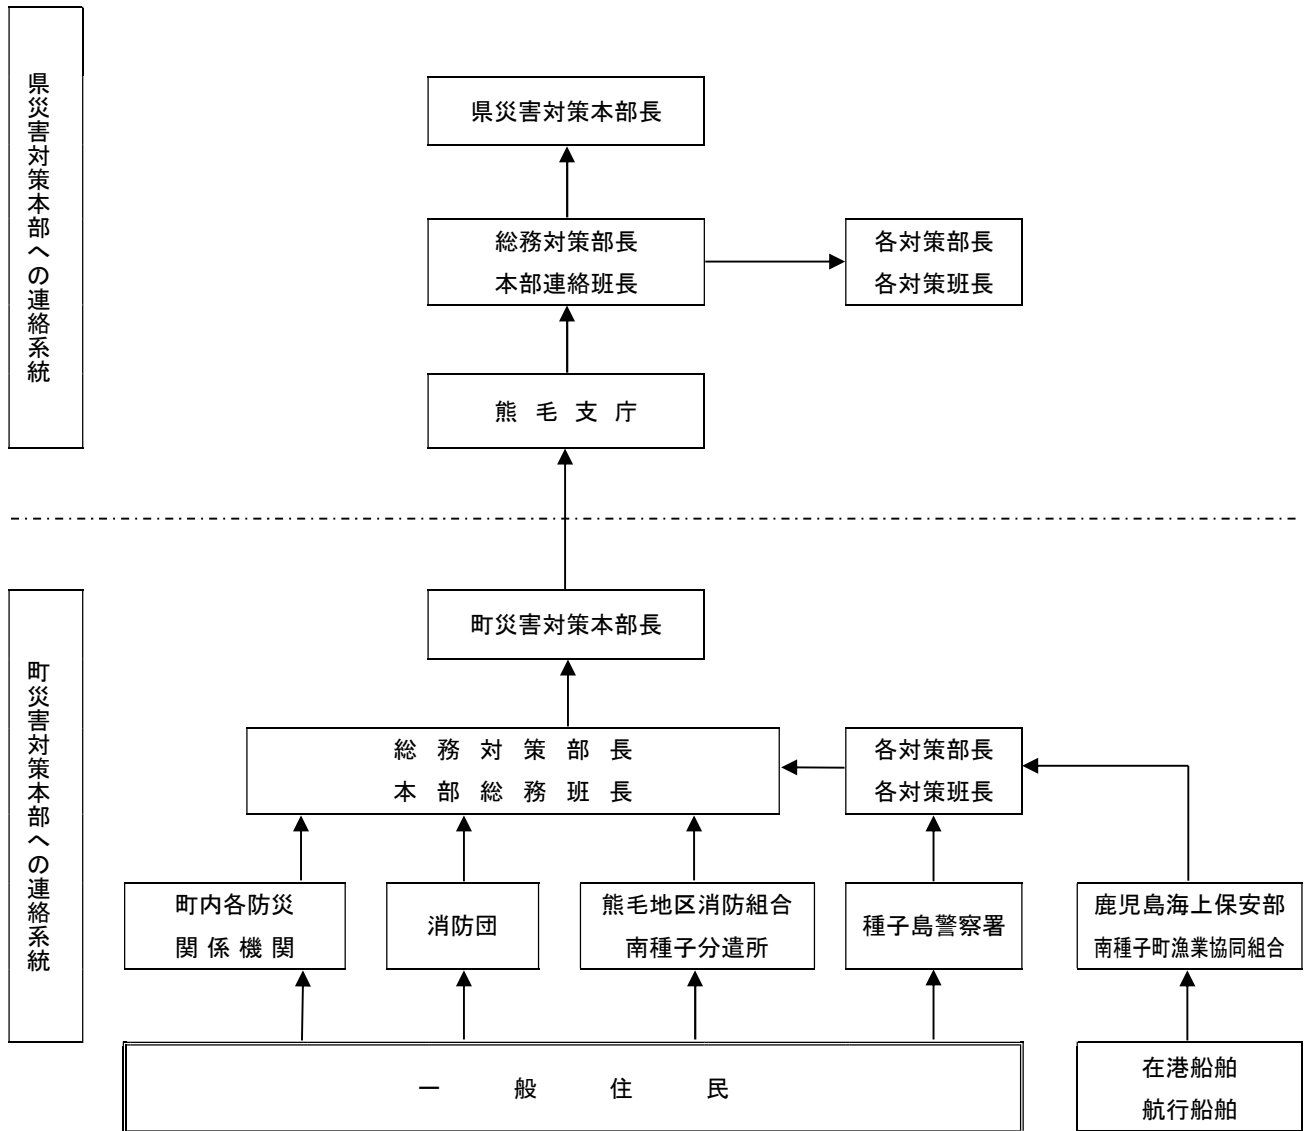 県災害対策本部への連絡系統
県災害対策本部長
総務対策部長
本部連絡班長
各対策部長
各対策班長
熊毛支庁
町災害対策本部への連絡系統
町災害対策本部長
総務対策部長
本部総務班長
各対策部長
各対策班長
町内各防災
関係機関
消防団
熊毛地区消防組合
南種子分遣所
種子島警察署
鹿児島海上保安部
南種子町漁業協同組合
一般住民
在港船舶
航行船舶